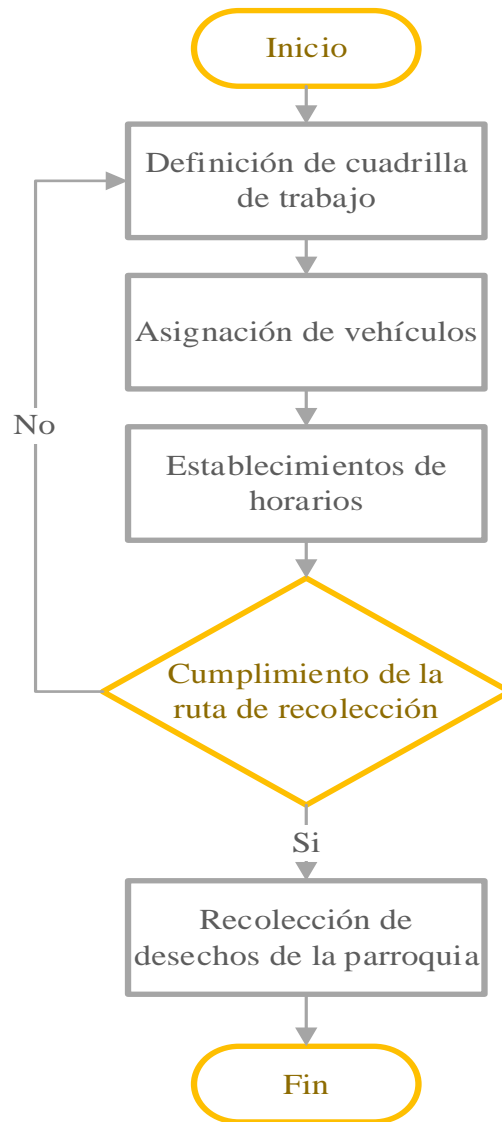 Inicio
Definición de cuadrilla
de trabajo
Asignación de vehículos
No
Establecimientos de
horarios
Cumplimiento de la
ruta de recolección
Si
Recolección de
desechos de la parroquia
Fin